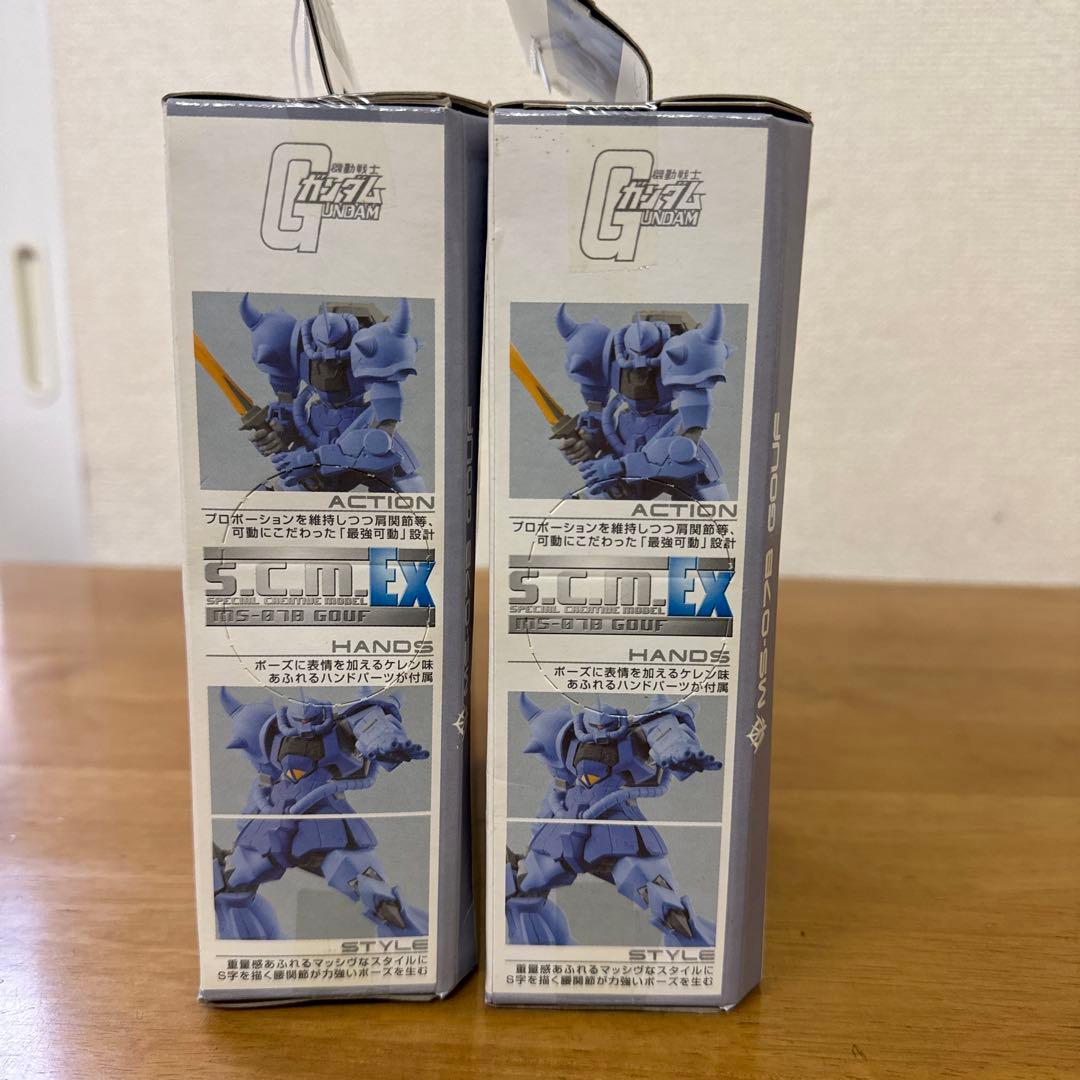 機動戦士
ガンダム
GUNDAM
ACTION
プロポーションを維持しつつ肩関節等、
可動にこだわった「最強可動」設計
S.C.M.Ex
SPECIAL CREATIVE MODEL
MS-07B GOUF
HANDS
ポーズに表情を加えるケレン味
あふれるハンドパーツが付属
STYLE
重量感あふれるマッシヴなスタイルに
S字を描く腰関節が力強いポーズを生む
MS-07B GOUF
機動戦士
ガンダム
GUNDAM
ACTION
プロポーションを維持しつつ肩関節等、
可動にこだわった「最強可動」設計
S.C.M.Ex
SPECIAL CREATIVE MODEL
MS-07B GOUF
HANDS
ポーズに表情を加えるケレン味
あふれるハンドパーツが付属
STYLE
重量感あふれるマッシヴなスタイルに
S字を描く腰関節が力強いポーズを生む
MS-07B GOUF